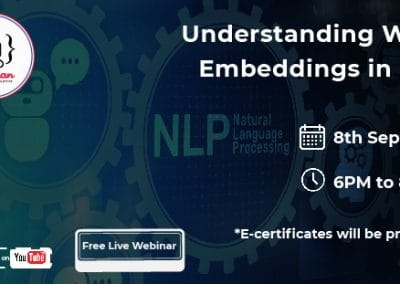 Understanding W
Embeddings in
NLP Natural
Language
Processing
8th Sep
6PM to
*E-certificates will be pr
Free Live Webinar
on YouTube